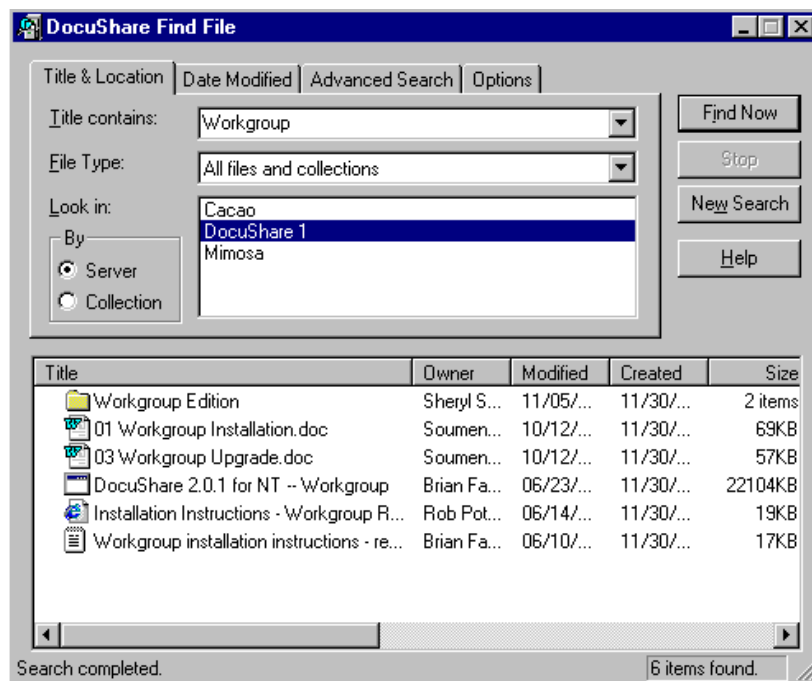 DocuShare Find File
Title & Location Date Modified Advanced Search Options
Title contains: Workgroup Find Now
File Type: All files and collections Stop
Look in: Cacao New Search
By DocuShare 1
Server Mimosa Help
Collection
Title Owner Modified Created Size
Workgroup Edition Sheryl S... 11/05/... 11/30/... 2 items
01 Workgroup Installation.doc Soumen... 10/12/... 11/30/... 69KB
03 Workgroup Upgrade.doc Soumen... 10/12/... 11/30/... 57KB
DocuShare 2.0.1 for NT -- Workgroup Brian Fa... 06/23/... 11/30/... 22104KB
Installation Instructions - Workgroup R... Rob Pot... 06/14/... 11/30/... 19KB
Workgroup installation instructions - re... Brian Fa... 06/10/... 11/30/... 17KB
Search completed. 6 items found.